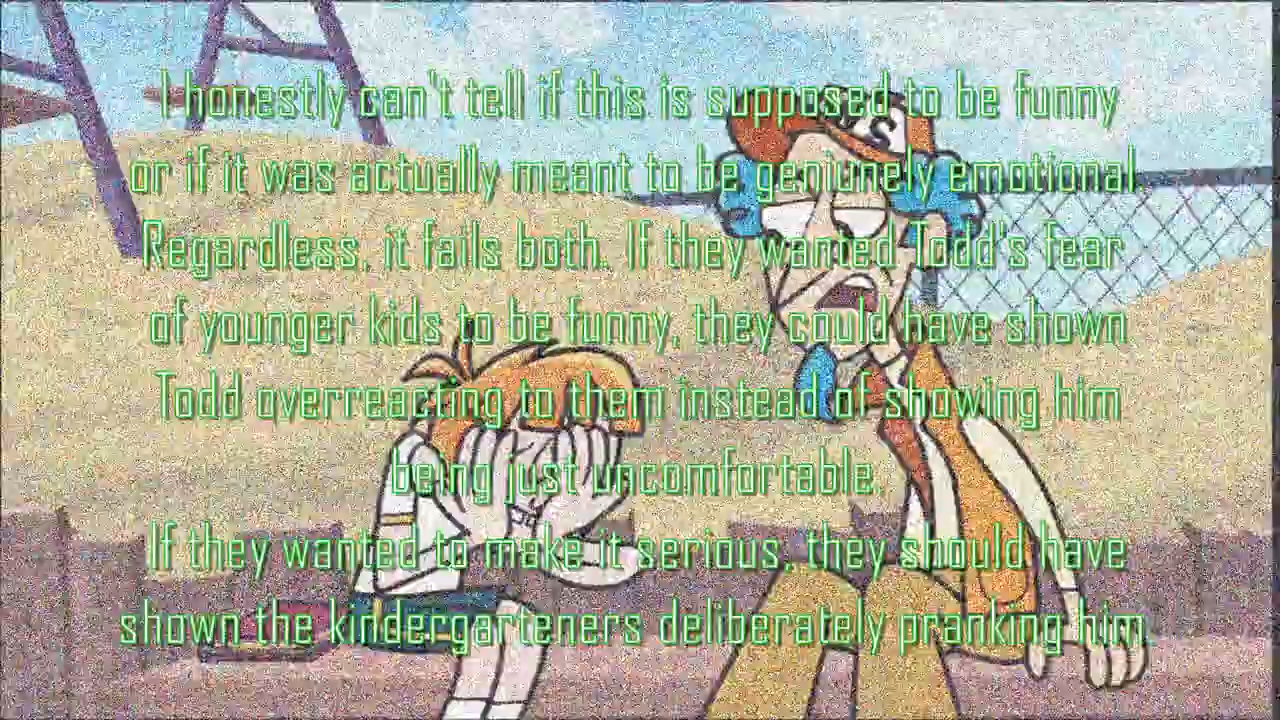 I honestly can't tell if this is supposed to be funny
or if it was actually meant to be geniunely emotional.
Regardless, it fails both. If they wanted Todd's fear
of younger kids to be funny, they could have shown
Todd overreacting to them instead of showing him
being just uncomfortable.
If they wanted to make it serious, they should have
shown the kindergarteners deliberately pranking him.